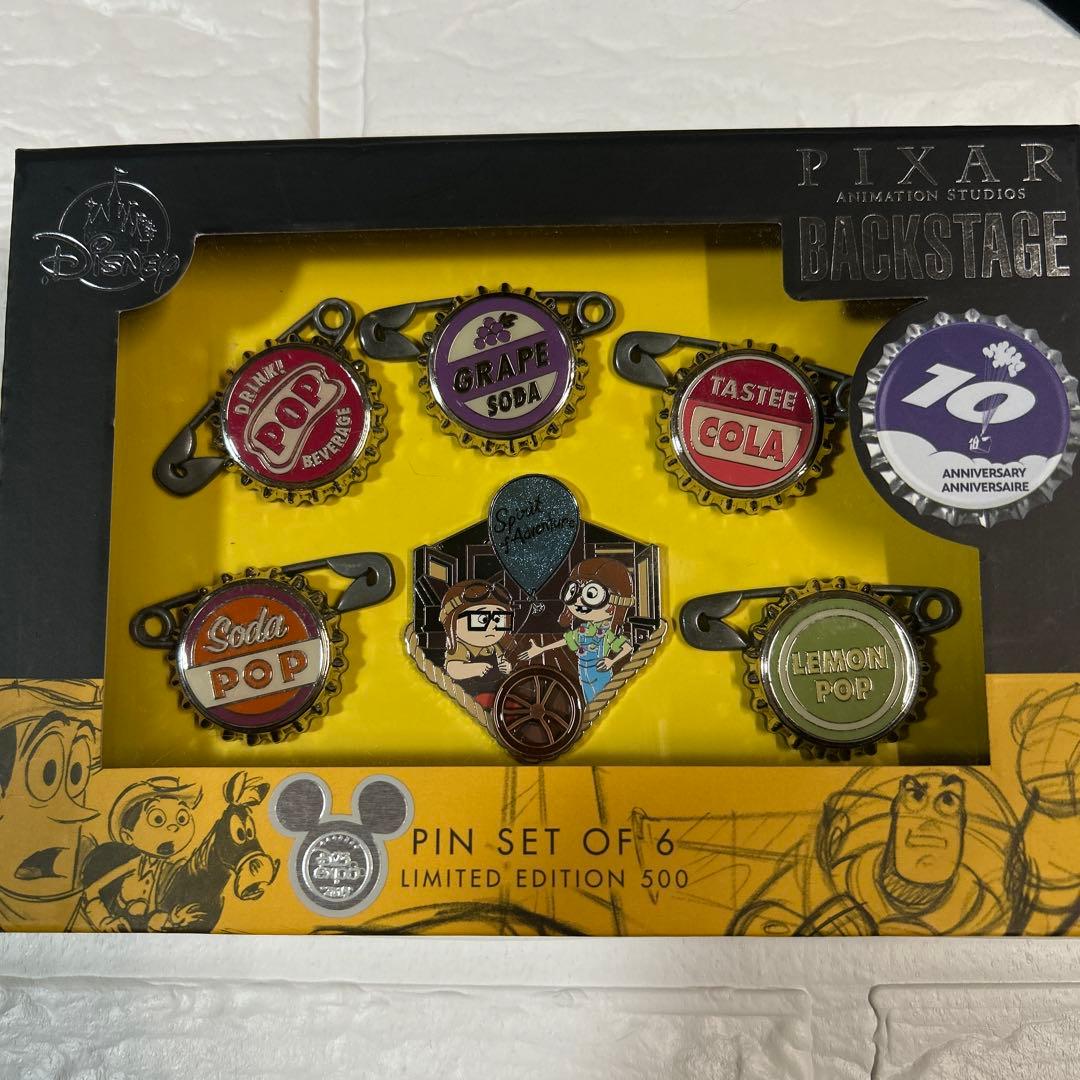 Disney
PIXAR
ANIMATION STUDIOS
BACKSTAGE
DRINK!
POP
BEVERAGE
GRAPE
SODA
TASTEE
COLA
10
ANNIVERSARY
ANNIVERSAIRE
Spirit
of Adventure
Soda
POP
LEMON
POP
PIN SET OF 6
LIMITED EDITION 500